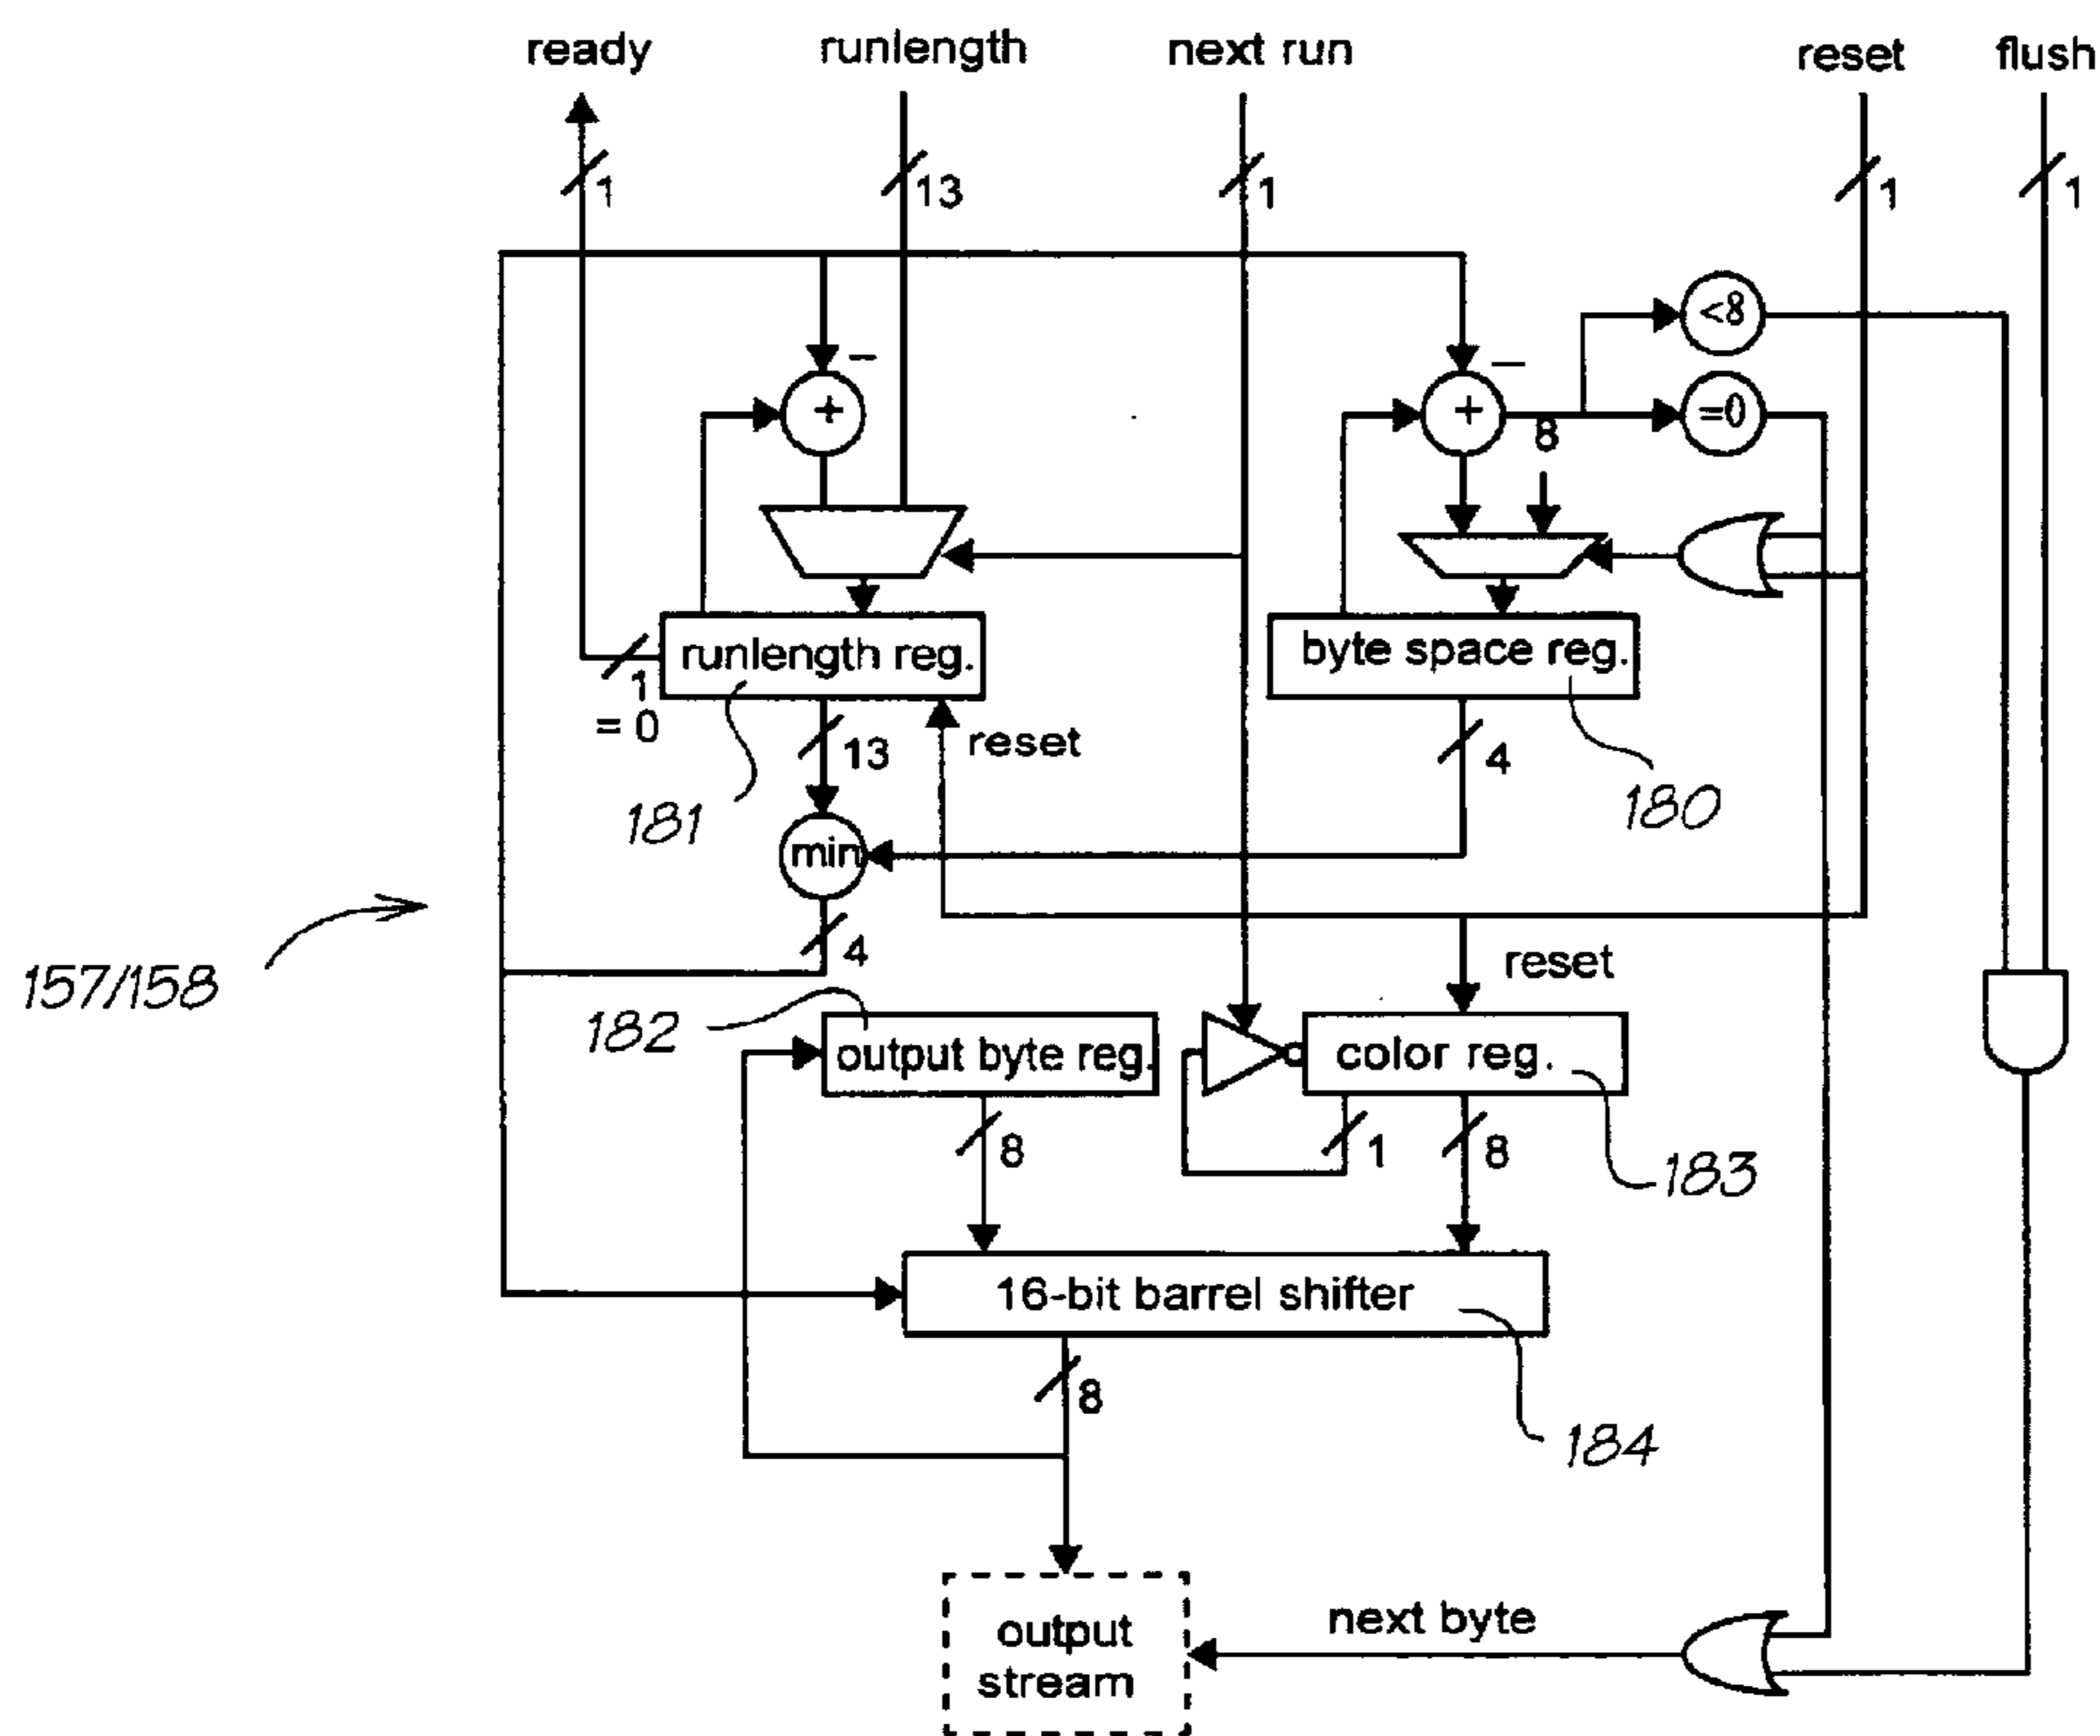 ready
runlength
next run
reset
flush
1
13
1
1
1
–
+
–
+
8
<8
=0
runlength reg.
byte space reg.
1
= 0
13
reset
4
181
180
min
4
157/158
reset
182
output byte reg.
color reg.
8
1
8
183
16-bit barrel shifter
8
184
output
stream
next byte